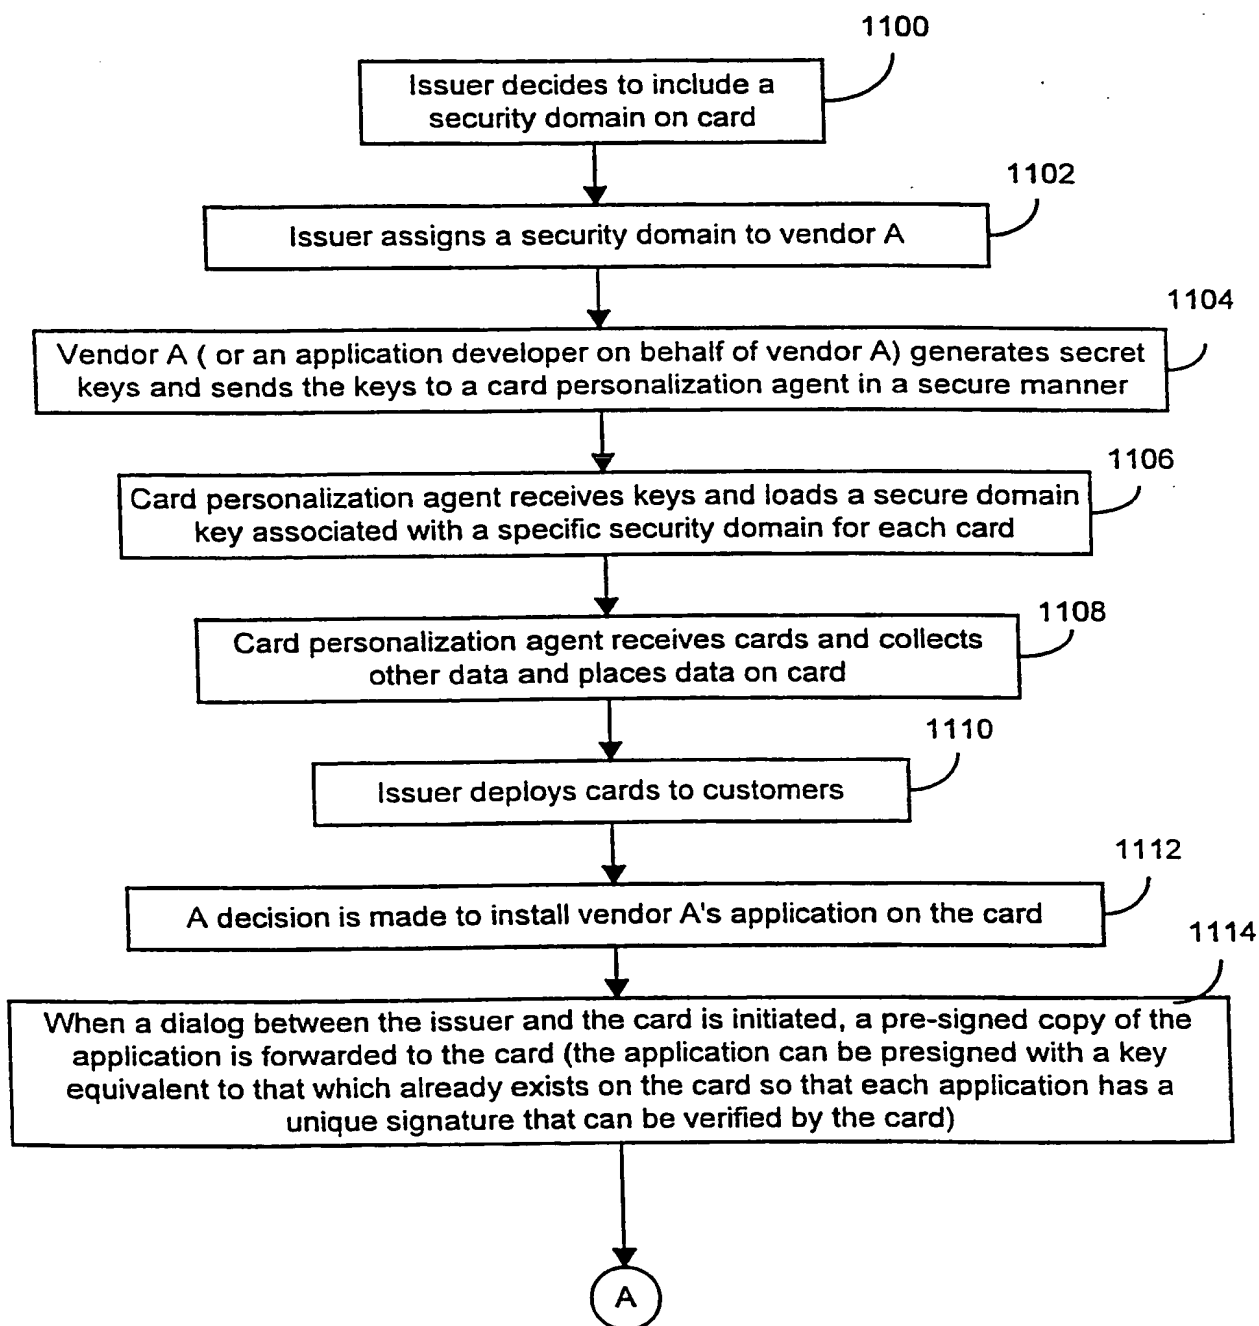 1100
Issuer decides to include a
security domain on card
1102
Issuer assigns a security domain to vendor A
1104
Vendor A ( or an application developer on behalf of vendor A) generates secret
keys and sends the keys to a card personalization agent in a secure manner
1106
Card personalization agent receives keys and loads a secure domain
key associated with a specific security domain for each card
1108
Card personalization agent receives cards and collects
other data and places data on card
1110
Issuer deploys cards to customers
1112
A decision is made to install vendor A's application on the card
1114
When a dialog between the issuer and the card is initiated, a pre-signed copy of the
application is forwarded to the card (the application can be presigned with a key
equivalent to that which already exists on the card so that each application has a
unique signature that can be verified by the card)
A